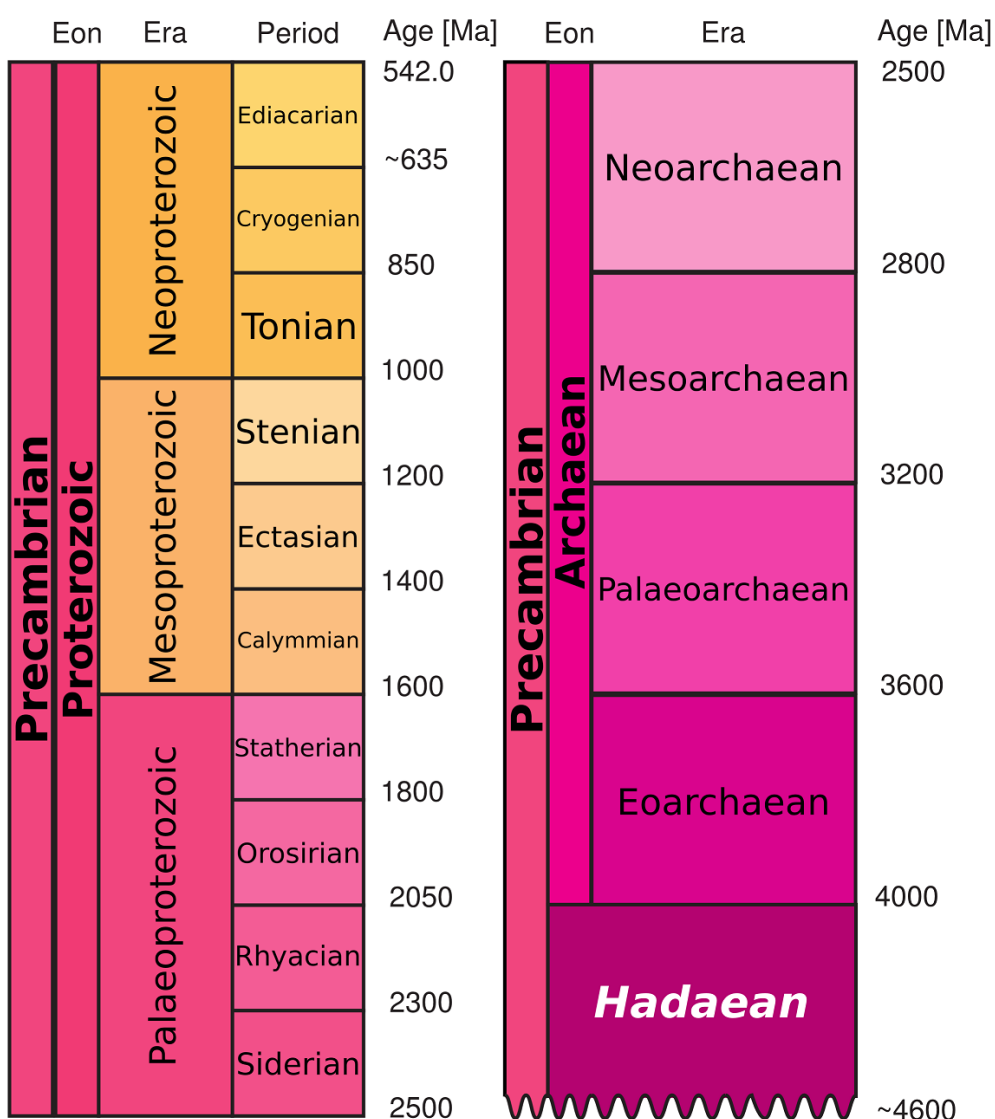 Eon Era Period Age [Ma]
Precambrian
Proterozoic
Neoproterozoic
Mesoproterozoic
Palaeoproterozoic
542.0
Ediacarian
~635
Cryogenian
850
Tonian
1000
Stenian
1200
Ectasian
1400
Calymmian
1600
Statherian
1800
Orosirian
2050
Rhyacian
2300
Siderian
2500
Eon Era Age [Ma]
Precambrian
Archaean
2500
Neoarchaean
2800
Mesoarchaean
3200
Palaeoarchaean
3600
Eoarchaean
4000
Hadaean
~4600